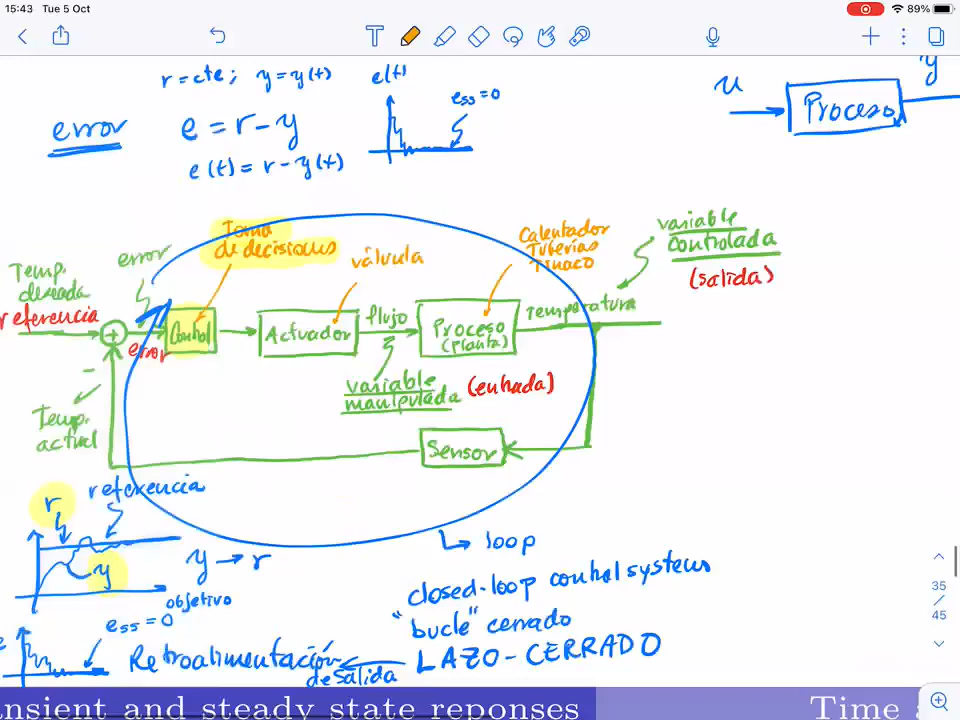 15:43 Tue 5 Oct
89%
r = cte; y = y(t)
e(t)
ess = 0
error
e = r - y
e(t) = r - y(t)
u
Proceso
y
Toma
de decisiones
válvula
Calentador
Tuberías
Tinaco
variable
controlada
(salida)
error
Temp.
deseada
referencia
+
Control
Actuador
flujo
Proceso
(planta)
temperatura
error
-
variable
manipulada
(entrada)
Temp.
actual
Sensor
r
referencia
y
y → r
objetivo
loop
closed-loop control systems
"bucle" cerrado
LAZO-CERRADO
ess = 0
e
Retroalimentación
de salida
35
/
45
ansient and steady state reponses
Time